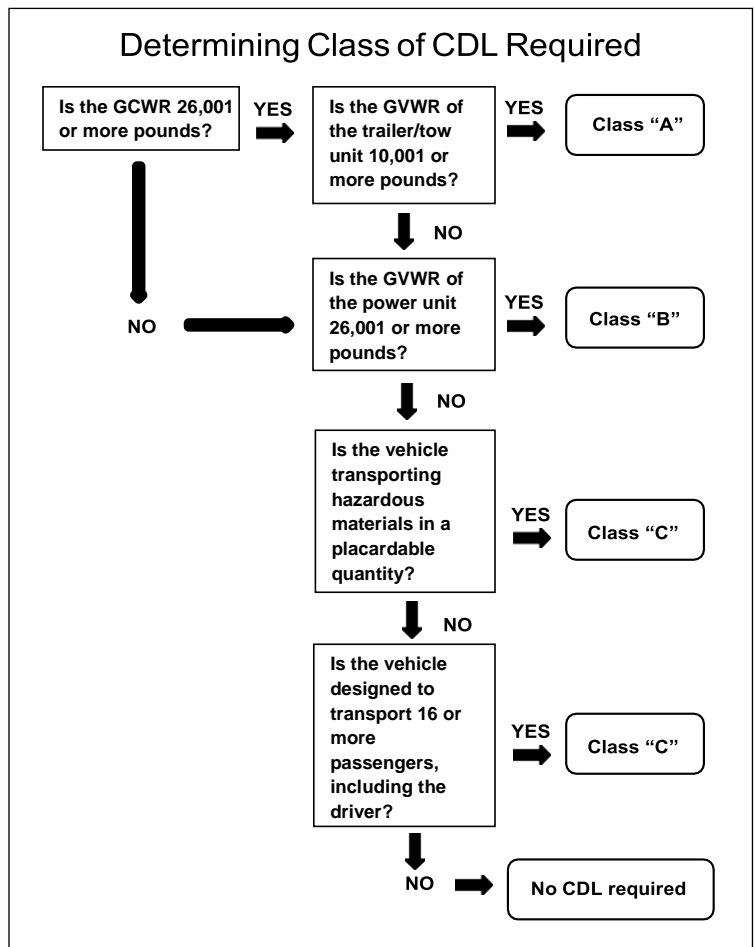 Determining Class of CDL Required
Is the GCWR 26,001
or more pounds?
YES
Is the GVWR of
the trailer/tow
unit 10,001 or
more pounds?
YES
Class “A”
NO
NO
Is the GVWR of
the power unit
26,001 or more
pounds?
YES
Class “B”
NO
Is the vehicle
transporting
hazardous
materials in a
placardable
quantity?
YES
Class “C”
NO
Is the vehicle
designed to
transport 16 or
more
passengers,
including the
driver?
YES
Class “C”
NO
No CDL required